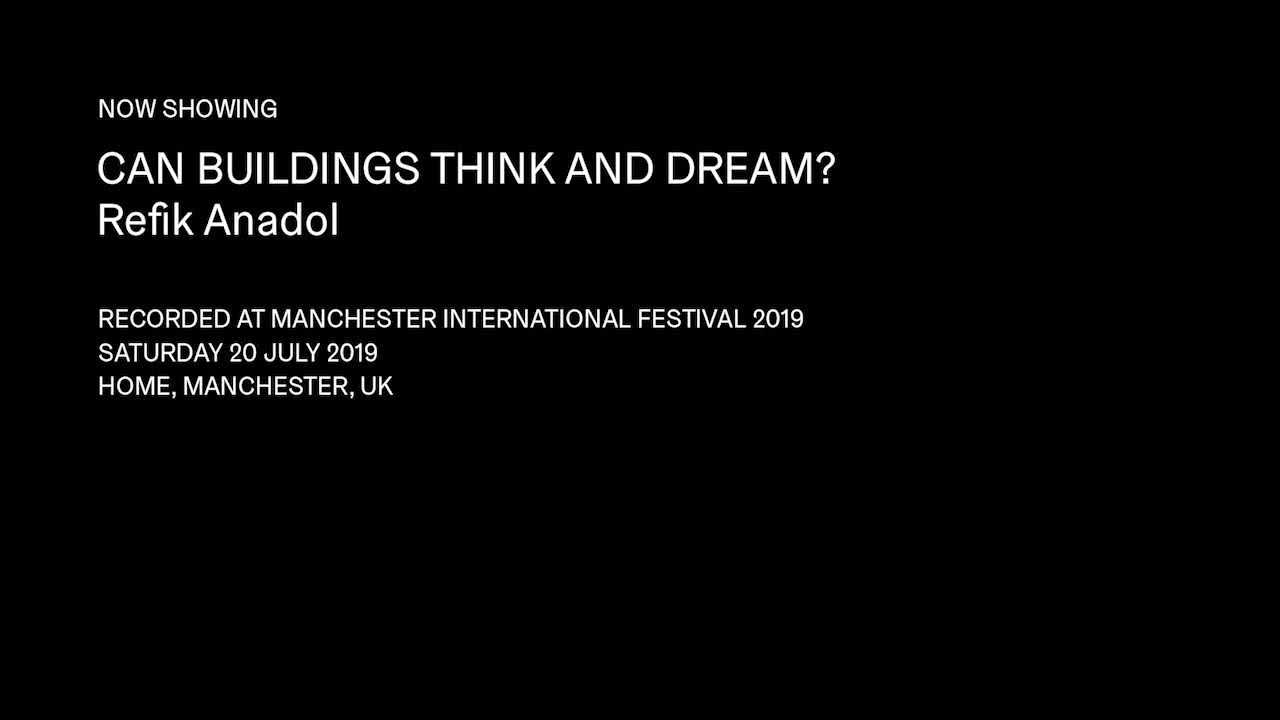 NOW SHOWING
CAN BUILDINGS THINK AND DREAM?
Refik Anadol
RECORDED AT MANCHESTER INTERNATIONAL FESTIVAL 2019
SATURDAY 20 JULY 2019
HOME, MANCHESTER, UK